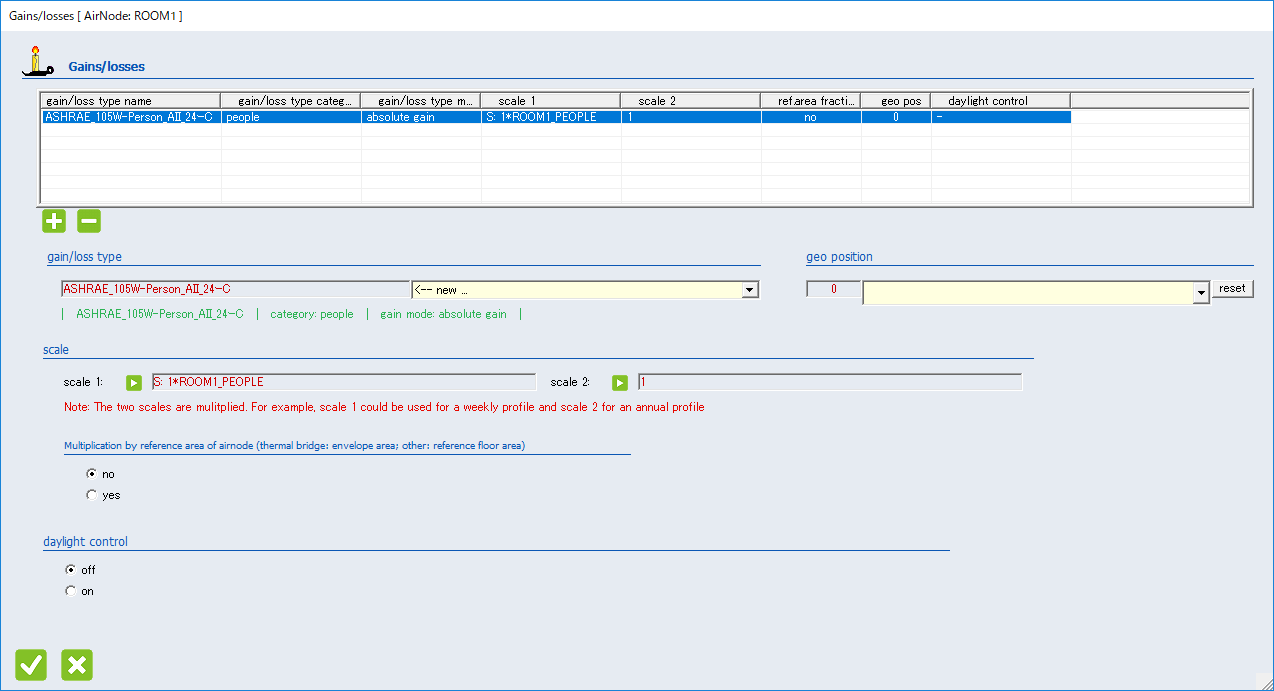 Gains/losses [ AirNode: ROOM1 ]
Gains/losses
gain/loss type name gain/loss type categ... gain/loss type m... scale 1 scale 2 ref.area fracti... geo pos daylight control
ASHRAE_105W-Person_AII_24-C people absolute gain S: 1*ROOM1_PEOPLE 1 no 0 -
gain/loss type geo position
ASHRAE_105W-Person_AII_24-C <-- new ... 0 reset
| ASHRAE_105W-Person_AII_24-C | category: people | gain mode: absolute gain |
scale
scale 1: S: 1*ROOM1_PEOPLE scale 2: 1
Note: The two scales are mulitplied. For example, scale 1 could be used for a weekly profile and scale 2 for an annual profile
Multiplication by reference area of airnode (thermal bridge: envelope area; other: reference floor area)
no
yes
daylight control
off
on